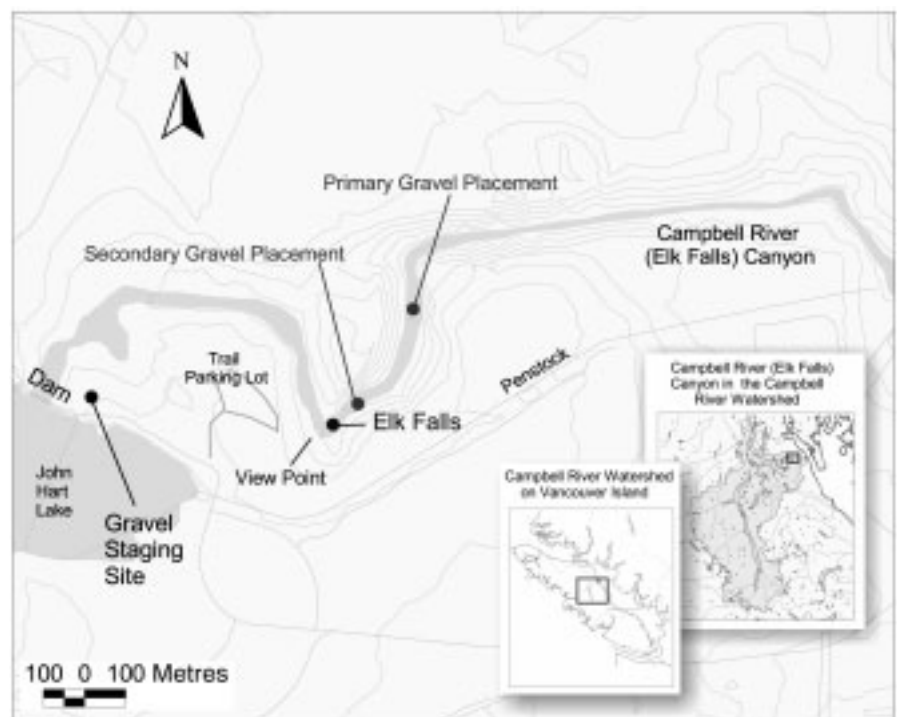 N
Primary Gravel Placement
Campbell River
(Elk Falls) Canyon
Secondary Gravel Placement
Trail
Parking Lot
Penstock
Dam
Elk Falls
View Point
John
Hart
Lake
Gravel
Staging
Site
Campbell River (Elk Falls)
Canyon in the Campbell
River Watershed
Campbell River Watershed
on Vancouver Island
100 0 100 Metres